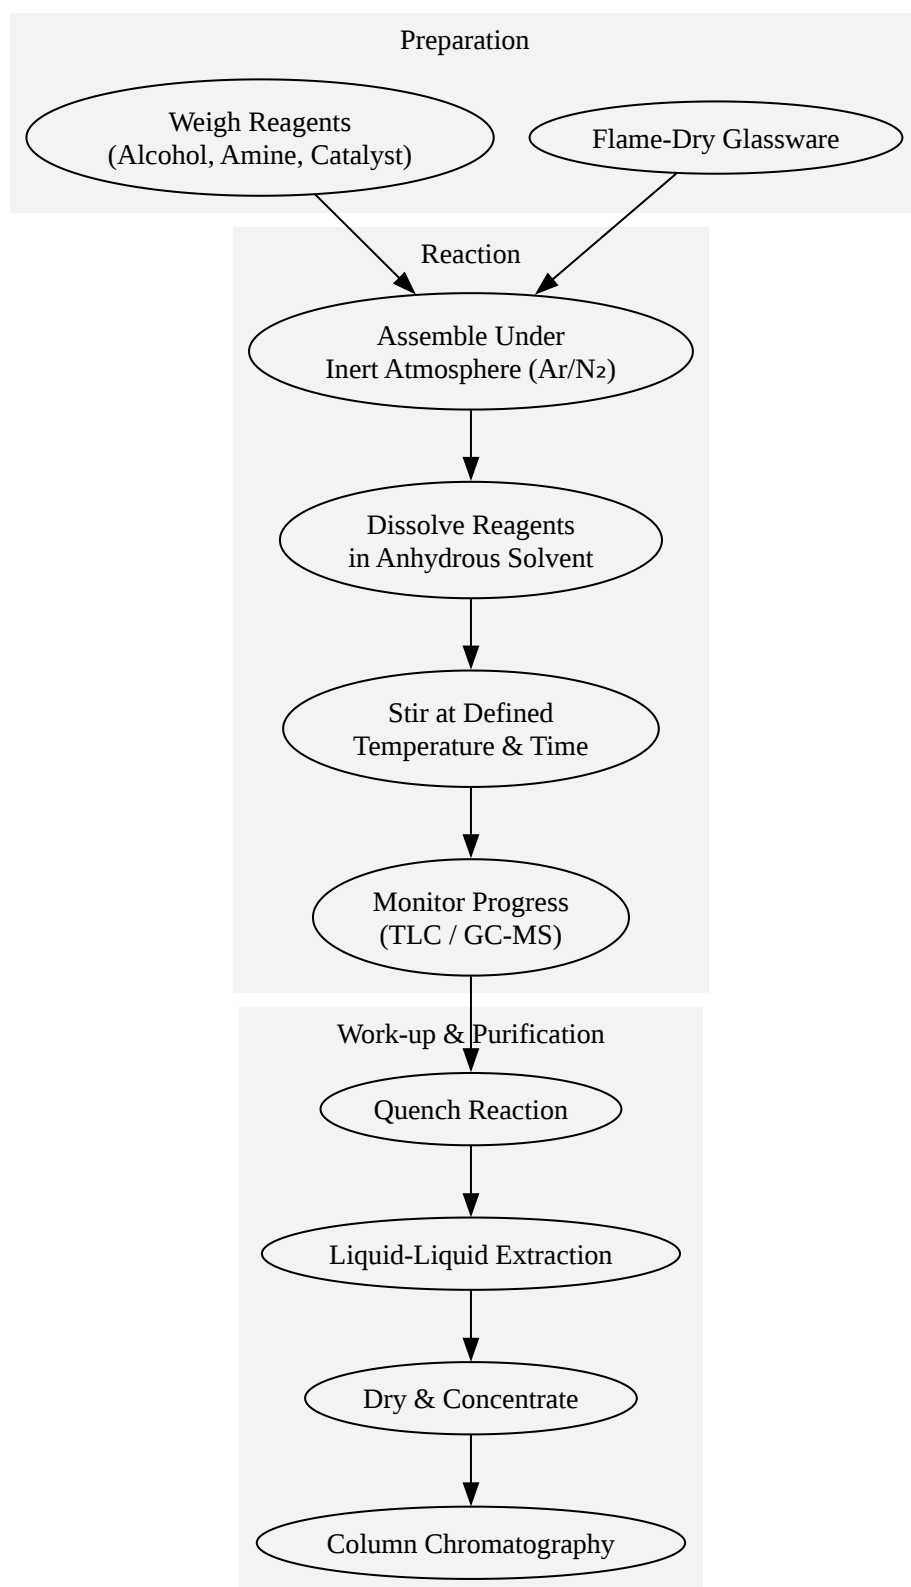 Preparation
Weigh Reagents
(Alcohol, Amine, Catalyst)
Flame-Dry Glassware
Reaction
Assemble Under
Inert Atmosphere (Ar/N₂)
Dissolve Reagents
in Anhydrous Solvent
Stir at Defined
Temperature & Time
Monitor Progress
(TLC / GC-MS)
Work-up & Purification
Quench Reaction
Liquid-Liquid Extraction
Dry & Concentrate
Column Chromatography